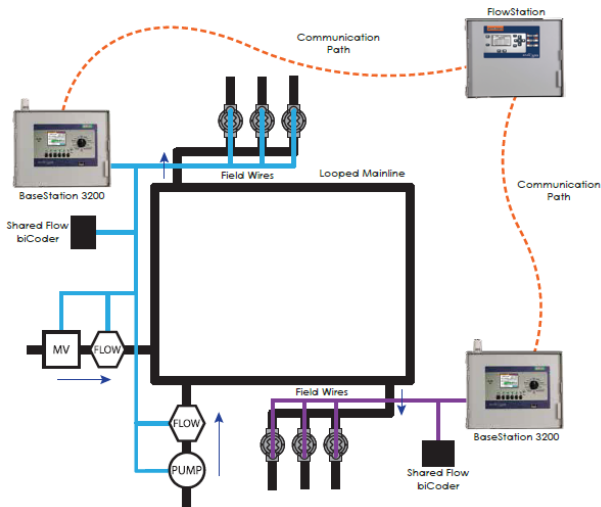 FlowStation
Communication
Path
BaseStation 3200
Field Wires
Looped Mainline
Shared Flow
biCoder
Communication
Path
MV
FLOW
Field Wires
FLOW
BaseStation 3200
PUMP
Shared Flow
biCoder